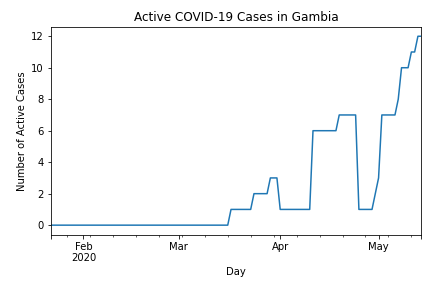 Active COVID-19 Cases in Gambia
Number of Active Cases
12
10
8
6
4
2
0
Feb
2020
Mar
Apr
May
Day